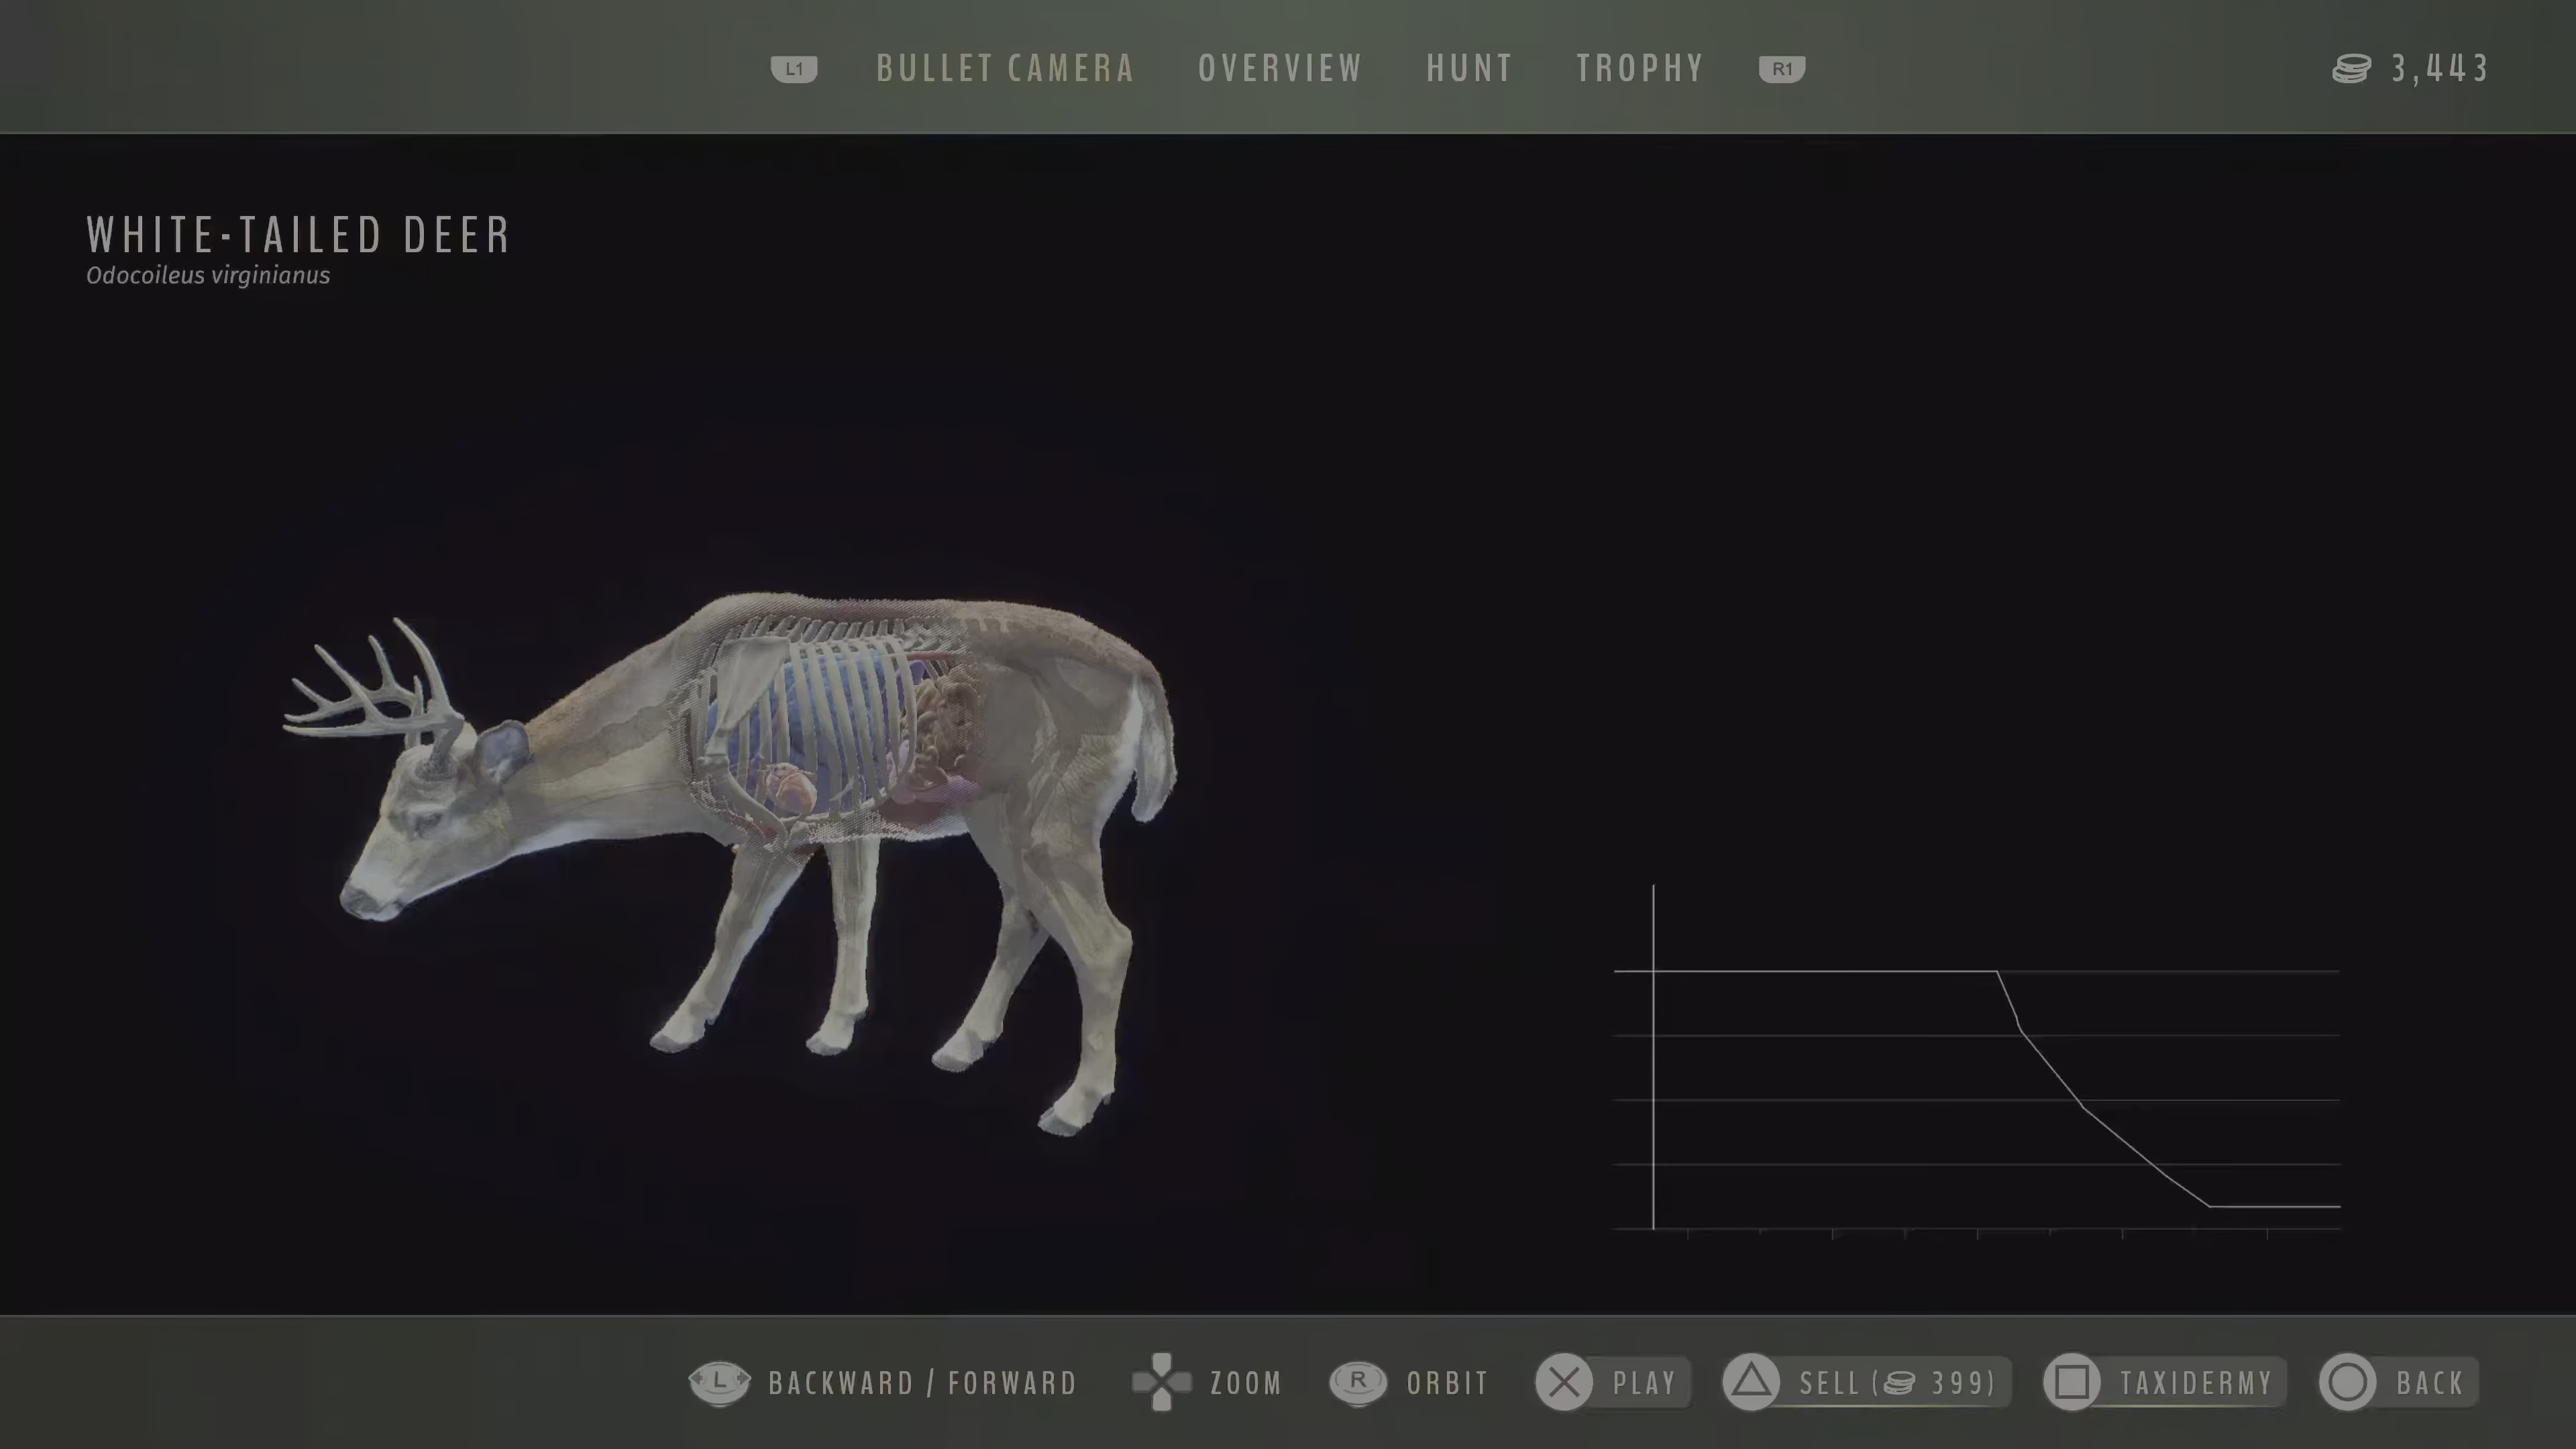 L1 BULLET CAMERA OVERVIEW HUNT TROPHY R1 3,443
WHITE-TAILED DEER
Odocoileus virginianus
L BACKWARD / FORWARD ZOOM R ORBIT PLAY SELL ( 399) TAXIDERMY BACK